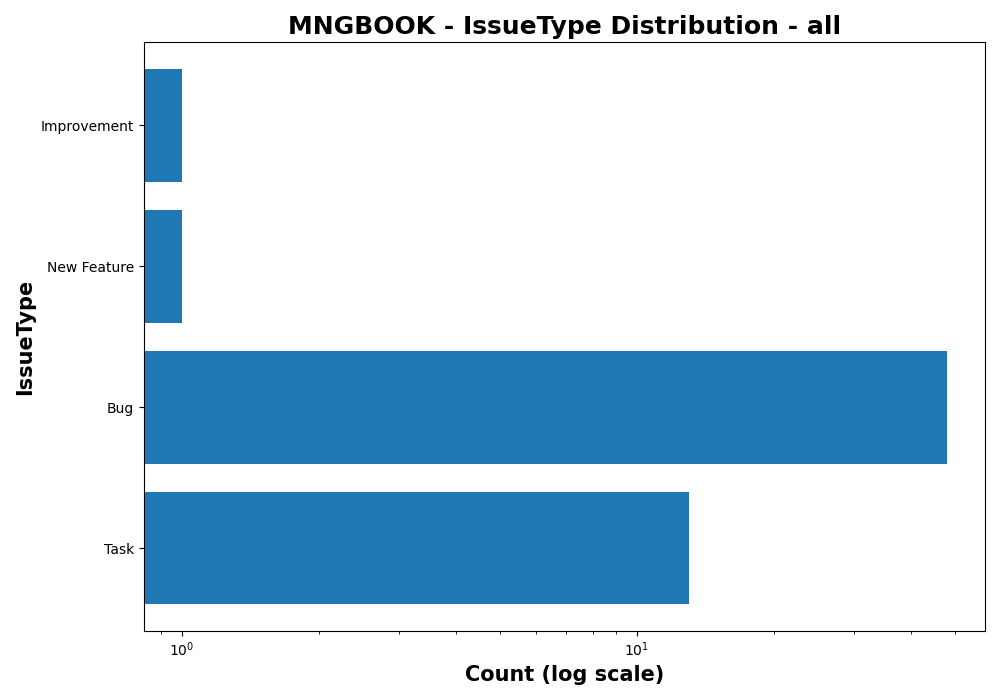 MNGBOOK - IssueType Distribution - all
Improvement
New Feature
Bug
Task
IssueType
10⁰
10¹
Count (log scale)